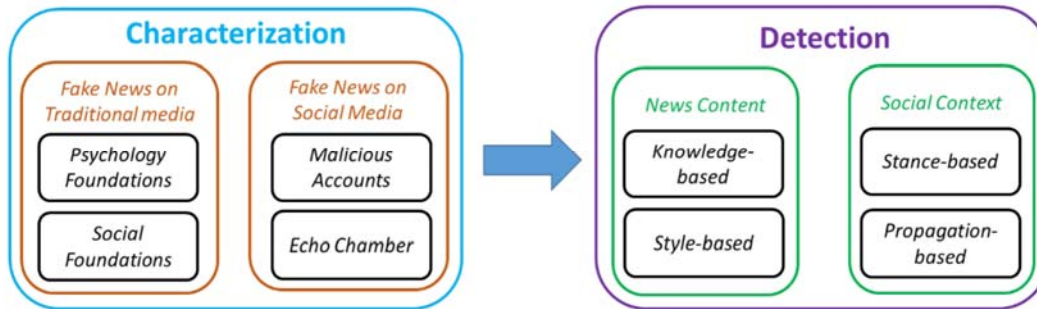 Characterization
Fake News on
Traditional media
Psychology
Foundations
Social
Foundations
Fake News on
Social Media
Malicious
Accounts
Echo Chamber
Detection
News Content
Knowledge-
based
Style-based
Social Context
Stance-based
Propagation-
based